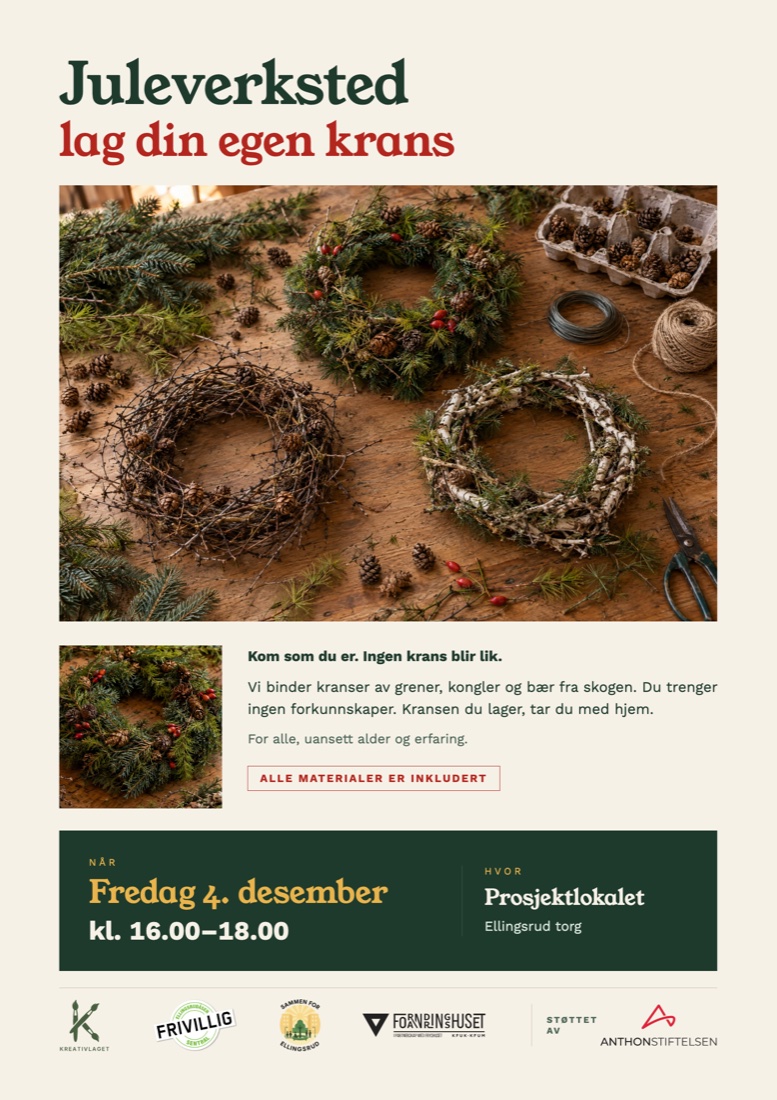 Juleverksted
lag din egen krans
Kom som du er. Ingen krans blir lik.
Vi binder kranser av grener, kongler og bær fra skogen. Du trenger
ingen forkunnskaper. Kransen du lager, tar du med hjem.
For alle, uansett alder og erfaring.
ALLE MATERIALER ER INKLUDERT
NÅR
Fredag 4. desember
kl. 16.00–18.00
HVOR
Prosjektlokalet
Ellingsrud torg
KREATIVLAGET
FRIVILLIG
SENTRAL
SAMMEN FOR
ELLINGSRUD
STØTTET
AV
ANTHONSTIFTELSEN